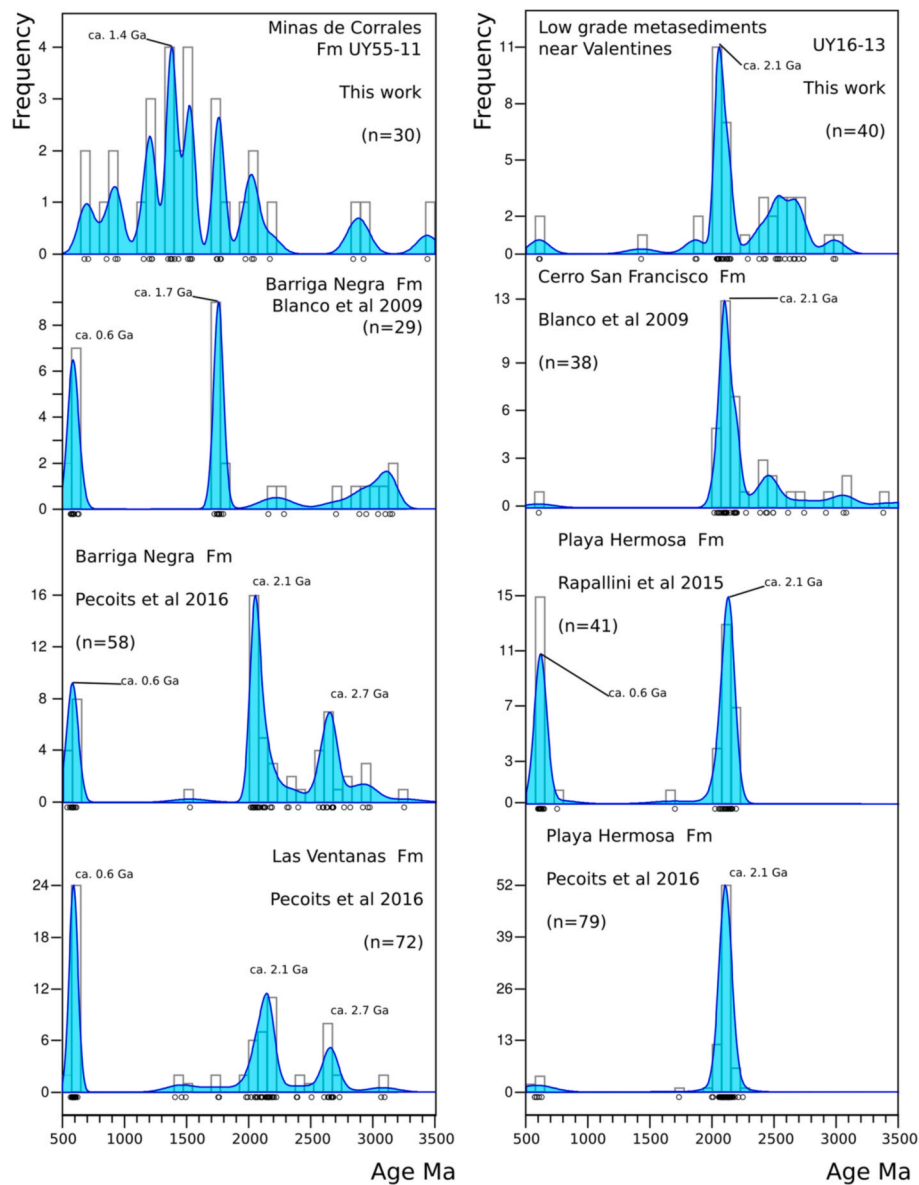 Frequency
4
3
2
1
0
ca. 1.4 Ga
Minas de Corrales
Fm UY55-11
This work
(n=30)
8
6
4
2
0
ca. 0.6 Ga
ca. 1.7 Ga
Barriga Negra Fm
Blanco et al 2009
(n=29)
16
12
8
4
0
Barriga Negra Fm
Pecoits et al 2016
(n=58)
ca. 0.6 Ga
ca. 2.1 Ga
ca. 2.7 Ga
24
18
12
6
0
ca. 0.6 Ga
Las Ventanas Fm
Pecoits et al 2016
(n=72)
ca. 2.1 Ga
ca. 2.7 Ga
500 1000 1500 2000 2500 3000 3500
Age Ma
Frequency
11
8
5
2
0
Low grade metasediments
near Valentines
UY16-13
ca. 2.1 Ga
This work
(n=40)
13
9
6
3
0
Cerro San Francisco Fm
ca. 2.1 Ga
Blanco et al 2009
(n=38)
15
11
7
3
0
Playa Hermosa Fm
Rapallini et al 2015
(n=41)
ca. 2.1 Ga
ca. 0.6 Ga
52
39
26
13
0
Playa Hermosa Fm
Pecoits et al 2016
(n=79)
ca. 2.1 Ga
500 1000 1500 2000 2500 3000 3500
Age Ma